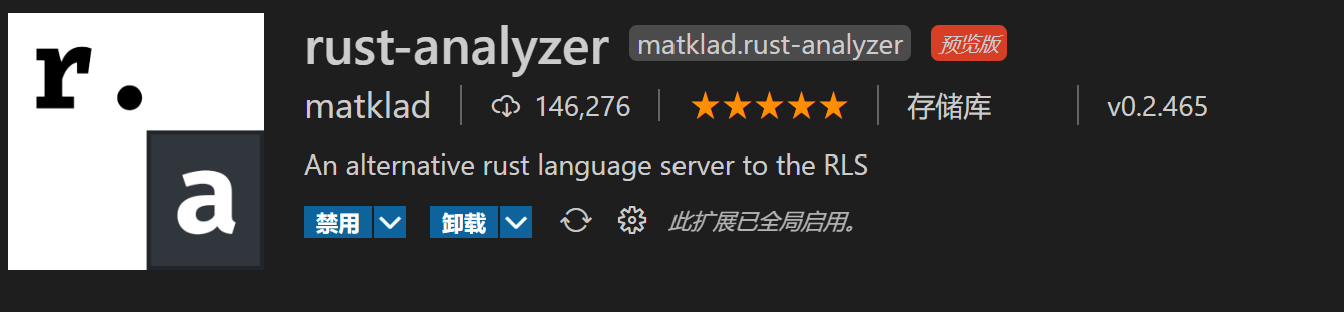 r.
a
rust-analyzer matklad.rust-analyzer 预览版
matklad 146,276 ★★★★★ 存储库 v0.2.465
An alternative rust language server to the RLS
禁用 卸载 此扩展已全局启用。